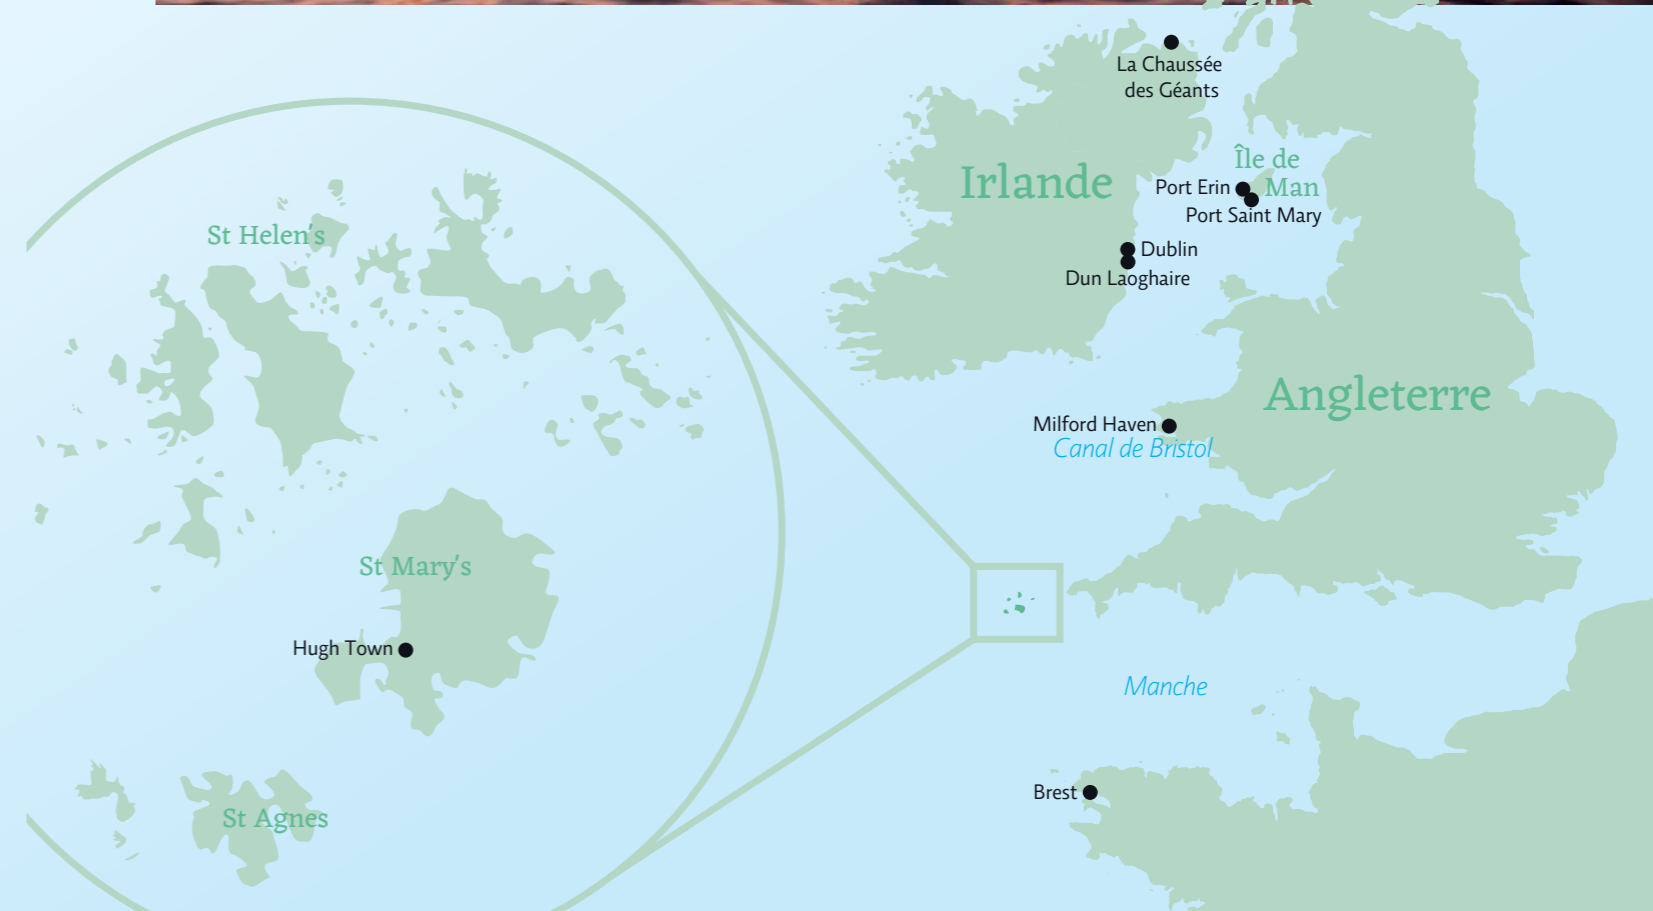 La Chaussée
des Géants
Île de
Man
Irlande
Port Erin
Port Saint Mary
St Helen's
Dublin
Dun Laoghaire
Angleterre
Milford Haven
Canal de Bristol
St Mary's
Hugh Town
Manche
Brest
St Agnes